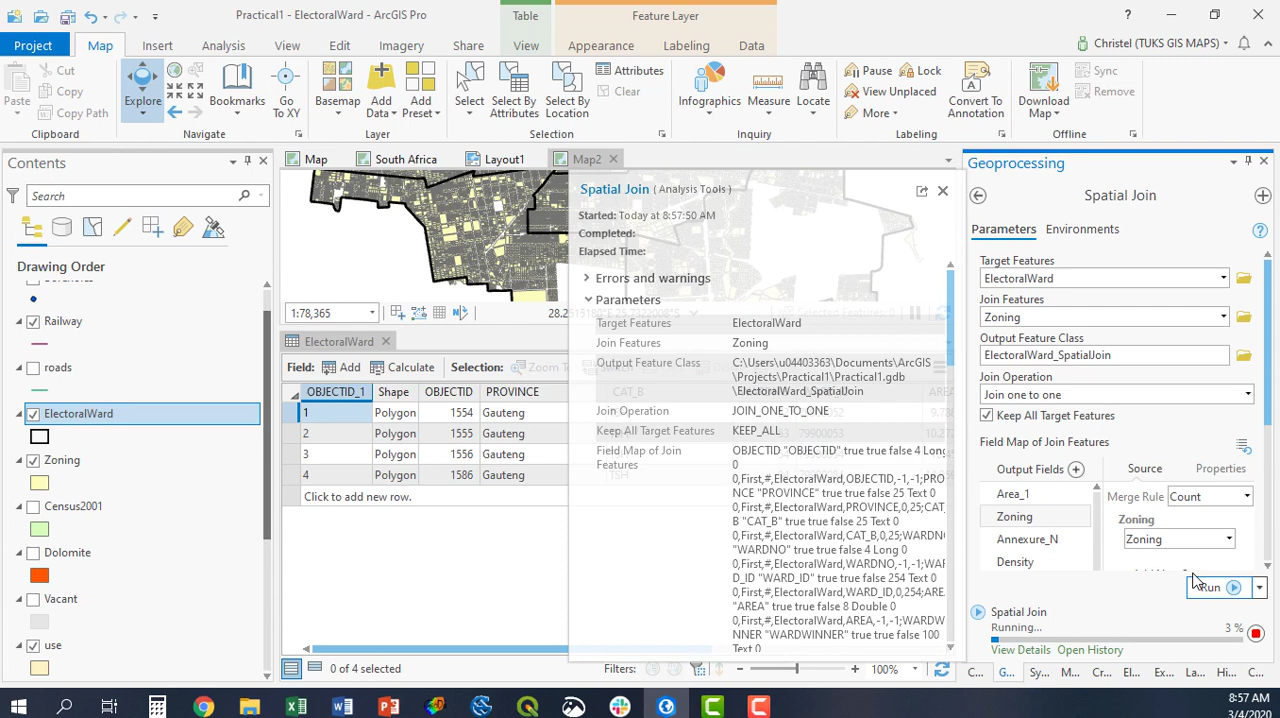 Practical1 - ElectoralWard - ArcGIS Pro
Table
Feature Layer
?
Project
Map
Insert
Analysis
View
Edit
Imagery
Share
View
Appearance
Labeling
Data
Christel (TUKS GIS MAPS)
Paste
Cut
Copy
Copy Path
Clipboard
Explore
Bookmarks
Go To XY
Navigate
Basemap
Add Data
Add Preset
Layer
Select
Select By Attributes
Select By Location
Attributes
Clear
Selection
Infographics
Measure
Locate
Inquiry
Pause
Lock
View Unplaced
More
Convert To Annotation
Labeling
Download Map
Sync
Remove
Offline
Contents
Search
Drawing Order
Railway
roads
ElectoralWard
Zoning
Census2001
Dolomite
Vacant
use
Map
South Africa
Layout1
Map2
1:78,365
ElectoralWard
Field:
Add
Calculate
Selection:
OBJECTID_1
Shape
OBJECTID
PROVINCE
1 Polygon 1554 Gauteng
2 Polygon 1555 Gauteng
3 Polygon 1556 Gauteng
4 Polygon 1586 Gauteng
Click to add new row.
0 of 4 selected
Filters:
100%
Spatial Join ( Analysis Tools )
Started: Today at 8:57:50 AM
Completed:
Elapsed Time:
Errors and warnings
Parameters
Target Features ElectoralWard
Join Features Zoning
Output Feature Class C:\Users\u04403363\Documents\ArcGIS
\Projects\Practical1\Practical1.gdb
\ElectoralWard_SpatialJoin
Join Operation JOIN_ONE_TO_ONE
Keep All Target Features KEEP_ALL
Field Map of Join Features
OBJECTID "OBJECTID" true true false 4 Long 0
0,First,#,ElectoralWard,OBJECTID,-1,-1;PRO
NCE "PROVINCE" true true false 25 Text 0
0,First,#,ElectoralWard,PROVINCE,0,25;CAT_
B "CAT_B" true true false 25 Text 0
0,First,#,ElectoralWard,CAT_B,0,25;WARDNO
"WARDNO" true true false 4 Long 0
0,First,#,ElectoralWard,WARDNO,-1,-1;WAR
D_ID "WARD_ID" true true false 254 Text 0
0,First,#,ElectoralWard,WARD_ID,0,254;ARE
"AREA" true true false 8 Double 0
0,First,#,ElectoralWard,AREA,-1,-1;WARDW
NNER "WARDWINNER" true true false 100
Text 0
Geoprocessing
Spatial Join
Parameters
Environments
Target Features
ElectoralWard
Join Features
Zoning
Output Feature Class
ElectoralWard_SpatialJoin
Join Operation
Join one to one
Keep All Target Features
Field Map of Join Features
Output Fields
Source
Properties
Area_1
Zoning
Annexure_N
Density
Merge Rule Count
Zoning
Zoning
Run
Spatial Join
Running...
3 %
View Details
Open History
C...
G...
Sy...
M...
Cr...
El...
Ex...
La...
Hi...
C...
8:57 AM
3/4/2020